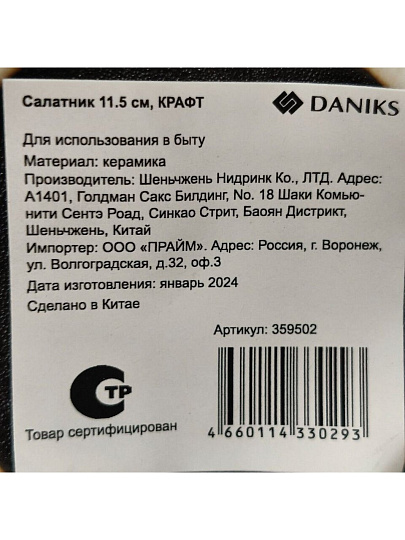 Салатник 11.5 см, КРАФТ
DANIKS
Для использования в быту
Материал: керамика
Производитель: Шеньчжень Нидринк Ко., ЛТД. Адрес:
А1401, Голдман Сакс Билдинг, No. 18 Шаки Комью-
нити Сентэ Роад, Синкао Стрит, Баоян Дистрикт,
Шеньчжень, Китай
Импортер: ООО «ПРАЙМ». Адрес: Россия, г. Воронеж,
ул. Волгоградская, д.32, оф.3
Дата изготовления: январь 2024
Сделано в Китае
Артикул: 359502
ТР
Товар сертифицирован
4 660114 330293